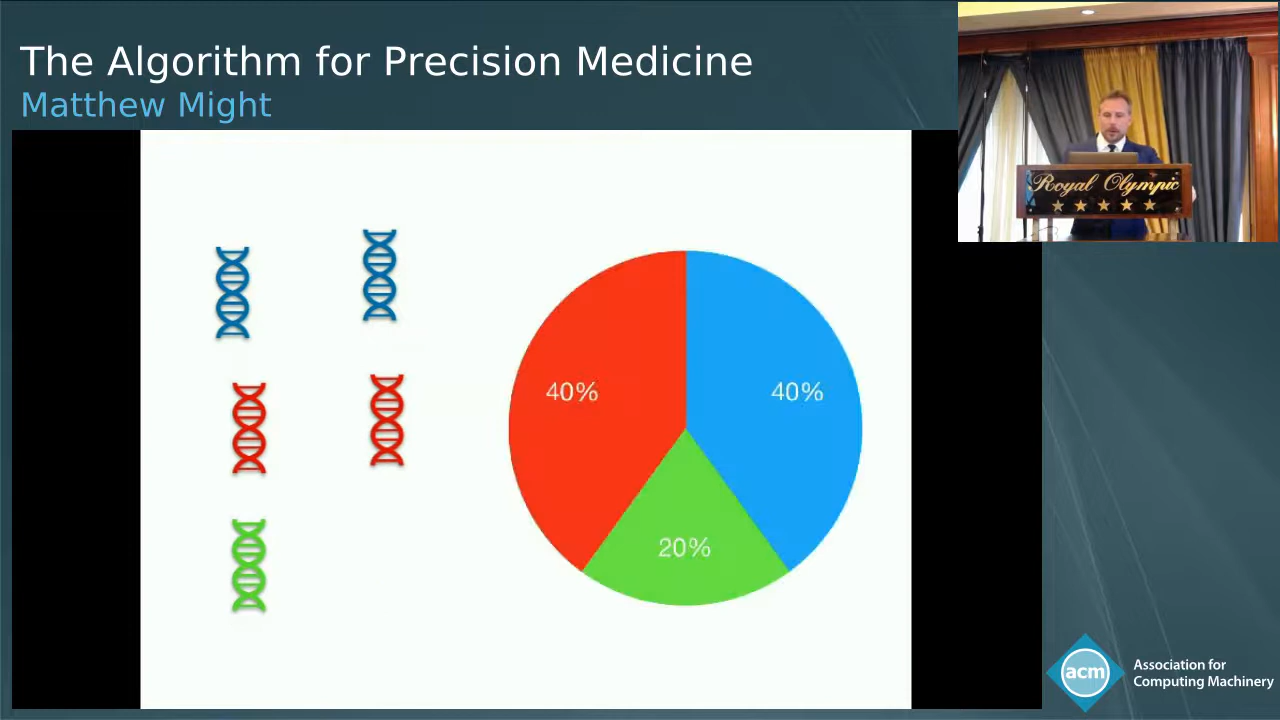 The Algorithm for Precision Medicine
Matthew Might
Royal Olympic
40%
40%
20%
acm
Association for
Computing Machinery